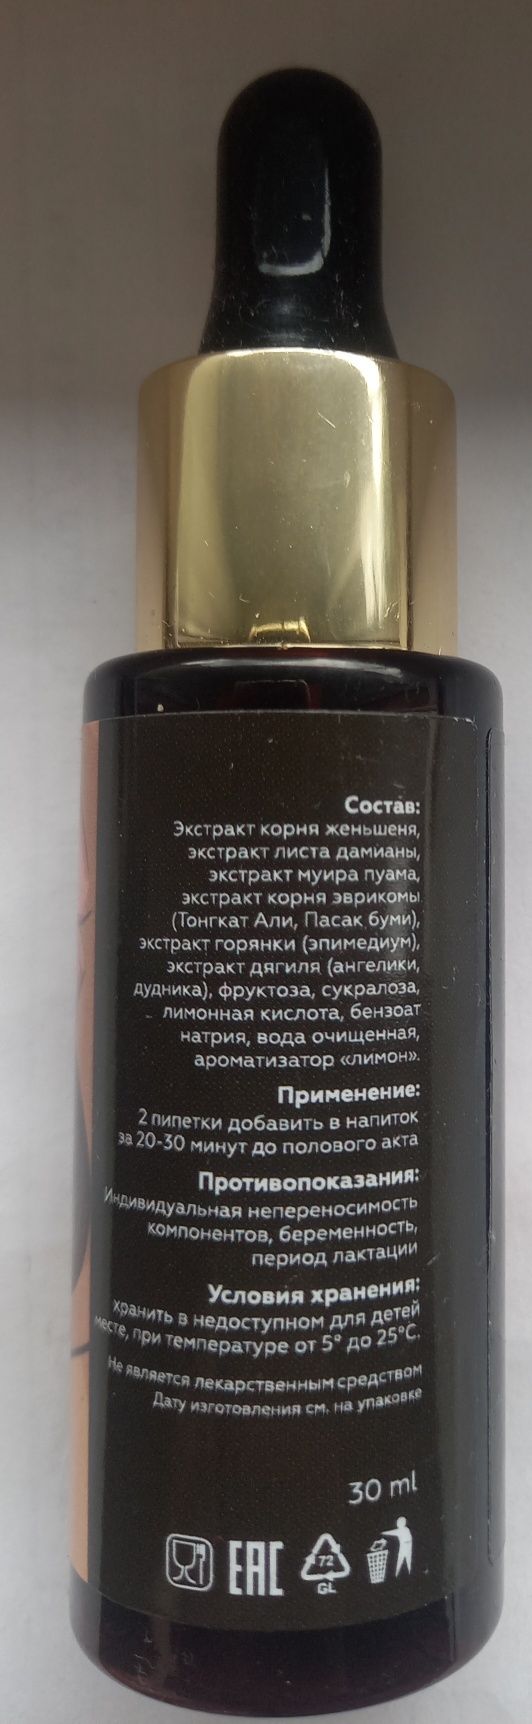 Состав:
Экстракт корня женьшеня,
экстракт листа дамианы,
экстракт муира пуама,
экстракт корня эврикомы
(Тонгкат Али, Пасак буми),
экстракт горянки (эпимедиум),
экстракт дягиля (ангелики,
дудника), фруктоза, сукралоза,
лимонная кислота, бензоат
натрия, вода очищенная,
ароматизатор «лимон».
Применение:
2 пипетки добавить в напиток
за 20-30 минут до полового акта
Противопоказания:
Индивидуальная непереносимость
компонентов, беременность,
период лактации
Условия хранения:
хранить в недоступном для детей
месте, при температуре от 5° до 25°С.
Не является лекарственным средством
Дату изготовления см. на упаковке
30 ml
EAC
72
GL